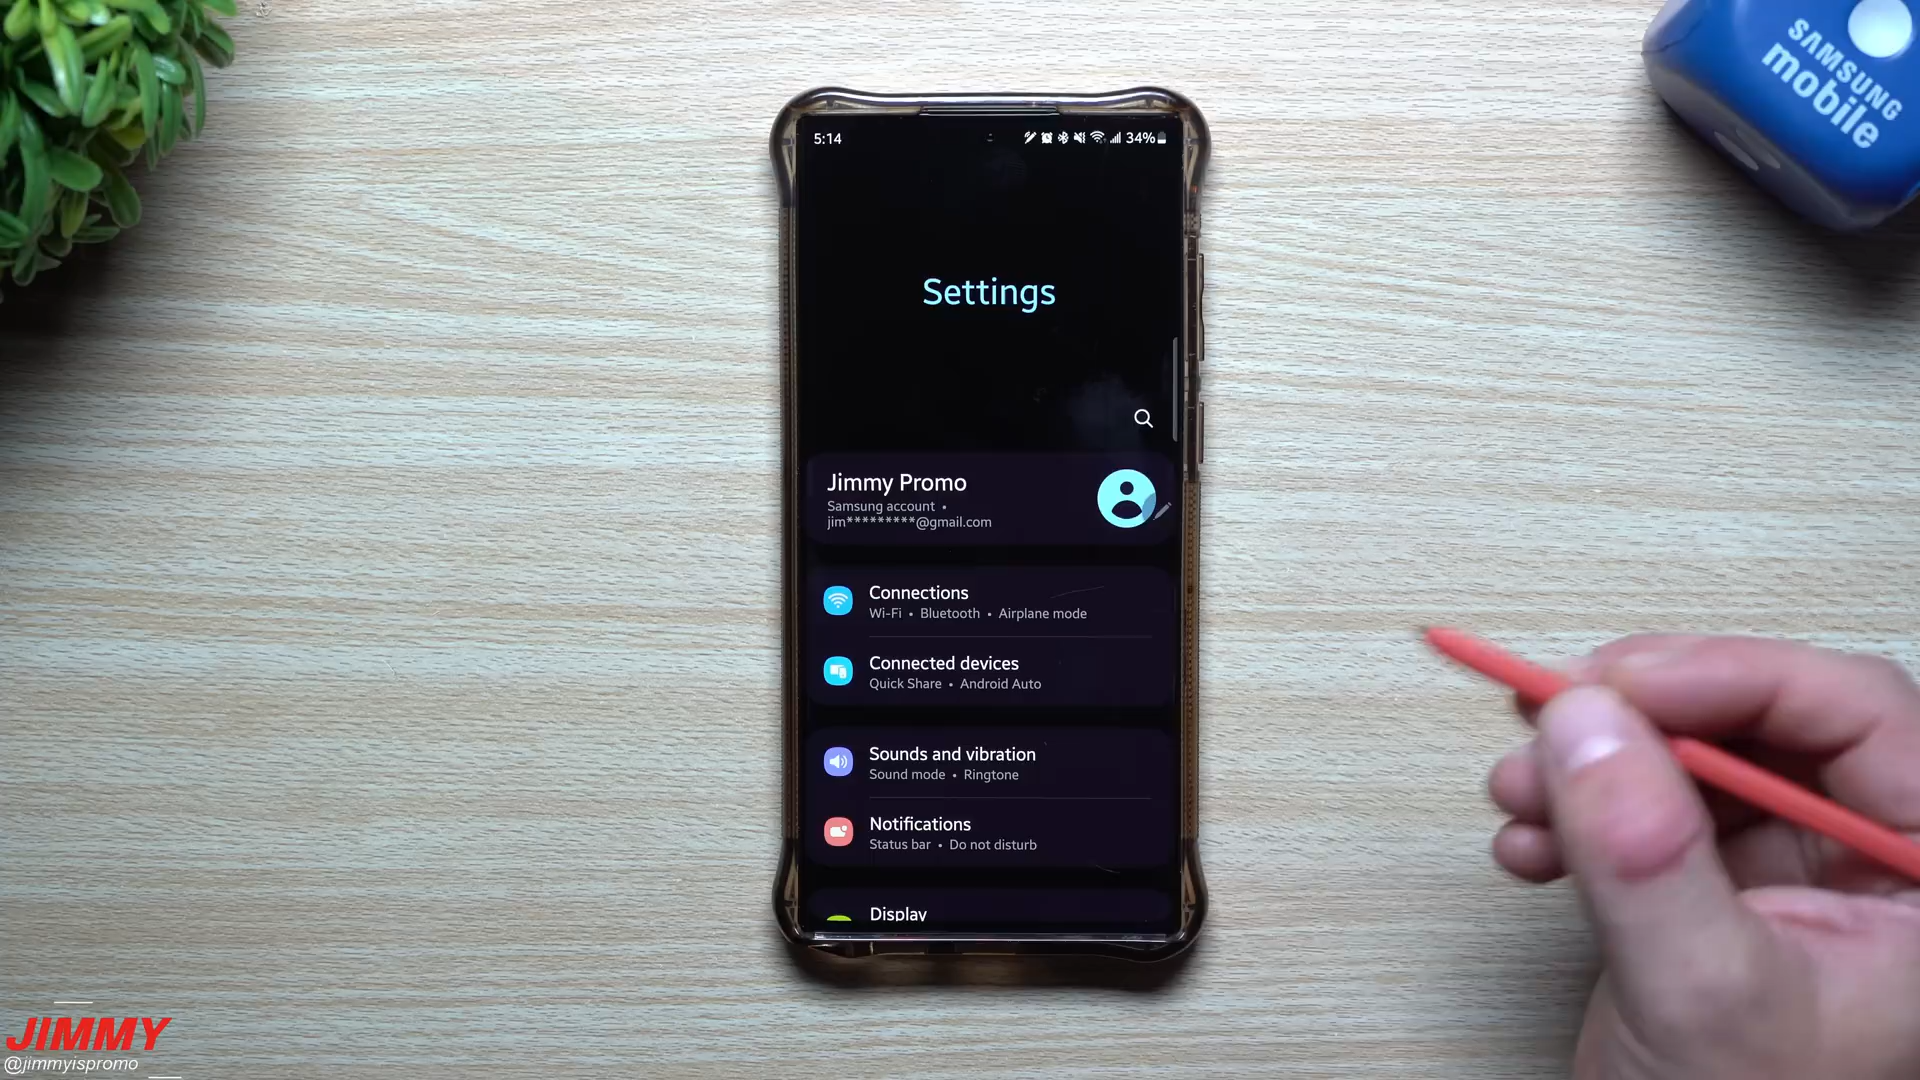 SAMSUNG
mobile
5:14
34%
Settings
Jimmy Promo
Samsung account •
jim*********@gmail.com
Connections
Wi-Fi • Bluetooth • Airplane mode
Connected devices
Quick Share • Android Auto
Sounds and vibration
Sound mode • Ringtone
Notifications
Status bar • Do not disturb
Display
JIMMY
@jimmyispromo